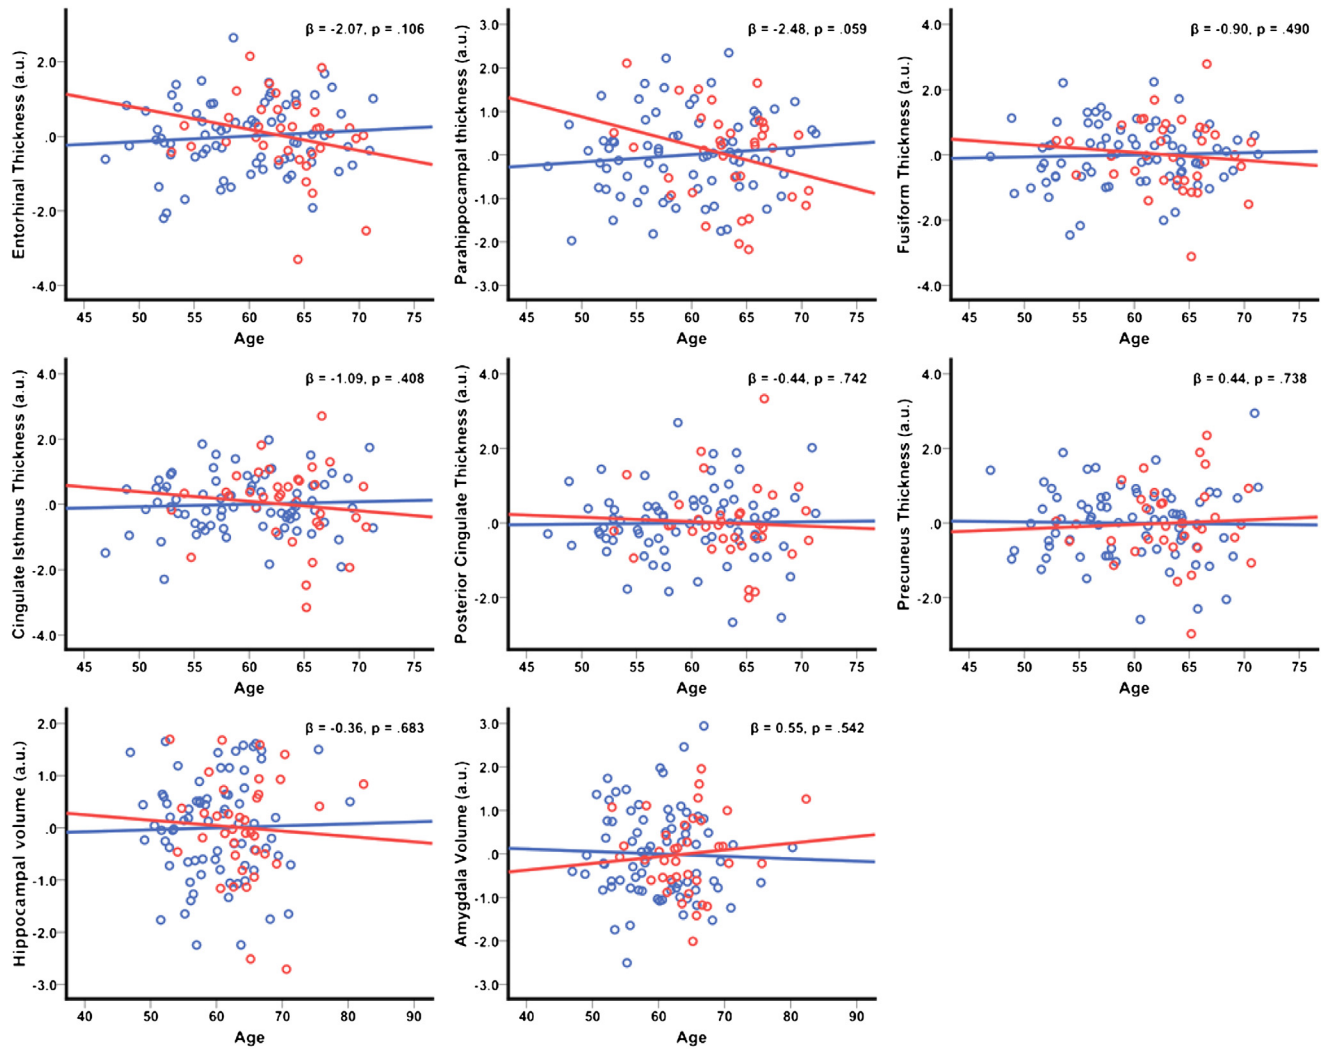 β = -2.07, p = .106
Entorhinal Thickness (a.u.)
2.0
.0
-2.0
-4.0
45 50 55 60 65 70 75
Age
β = -2.48, p = .059
Parahippocampal thickness (a.u.)
3.0
2.0
1.0
.0
-1.0
-2.0
-3.0
45 50 55 60 65 70 75
Age
β = -0.90, p = .490
Fusiform Thickness (a.u.)
4.0
2.0
.0
-2.0
-4.0
45 50 55 60 65 70 75
Age
β = -1.09, p = .408
Cingulate Isthmus Thickness (a.u.)
4.0
2.0
.0
-2.0
-4.0
45 50 55 60 65 70 75
Age
β = -0.44, p = .742
Posterior Cingulate Thickness (a.u.)
4.0
2.0
.0
-2.0
45 50 55 60 65 70 75
Age
β = 0.44, p = .738
Precuneus Thickness (a.u.)
4.0
2.0
.0
-2.0
45 50 55 60 65 70 75
Age
β = -0.36, p = .683
Hippocampal volume (a.u.)
2.0
1.0
.0
-1.0
-2.0
-3.0
40 50 60 70 80 90
Age
β = 0.55, p = .542
Amygdala Volume (a.u.)
3.0
2.0
1.0
.0
-1.0
-2.0
-3.0
40 50 60 70 80 90
Age